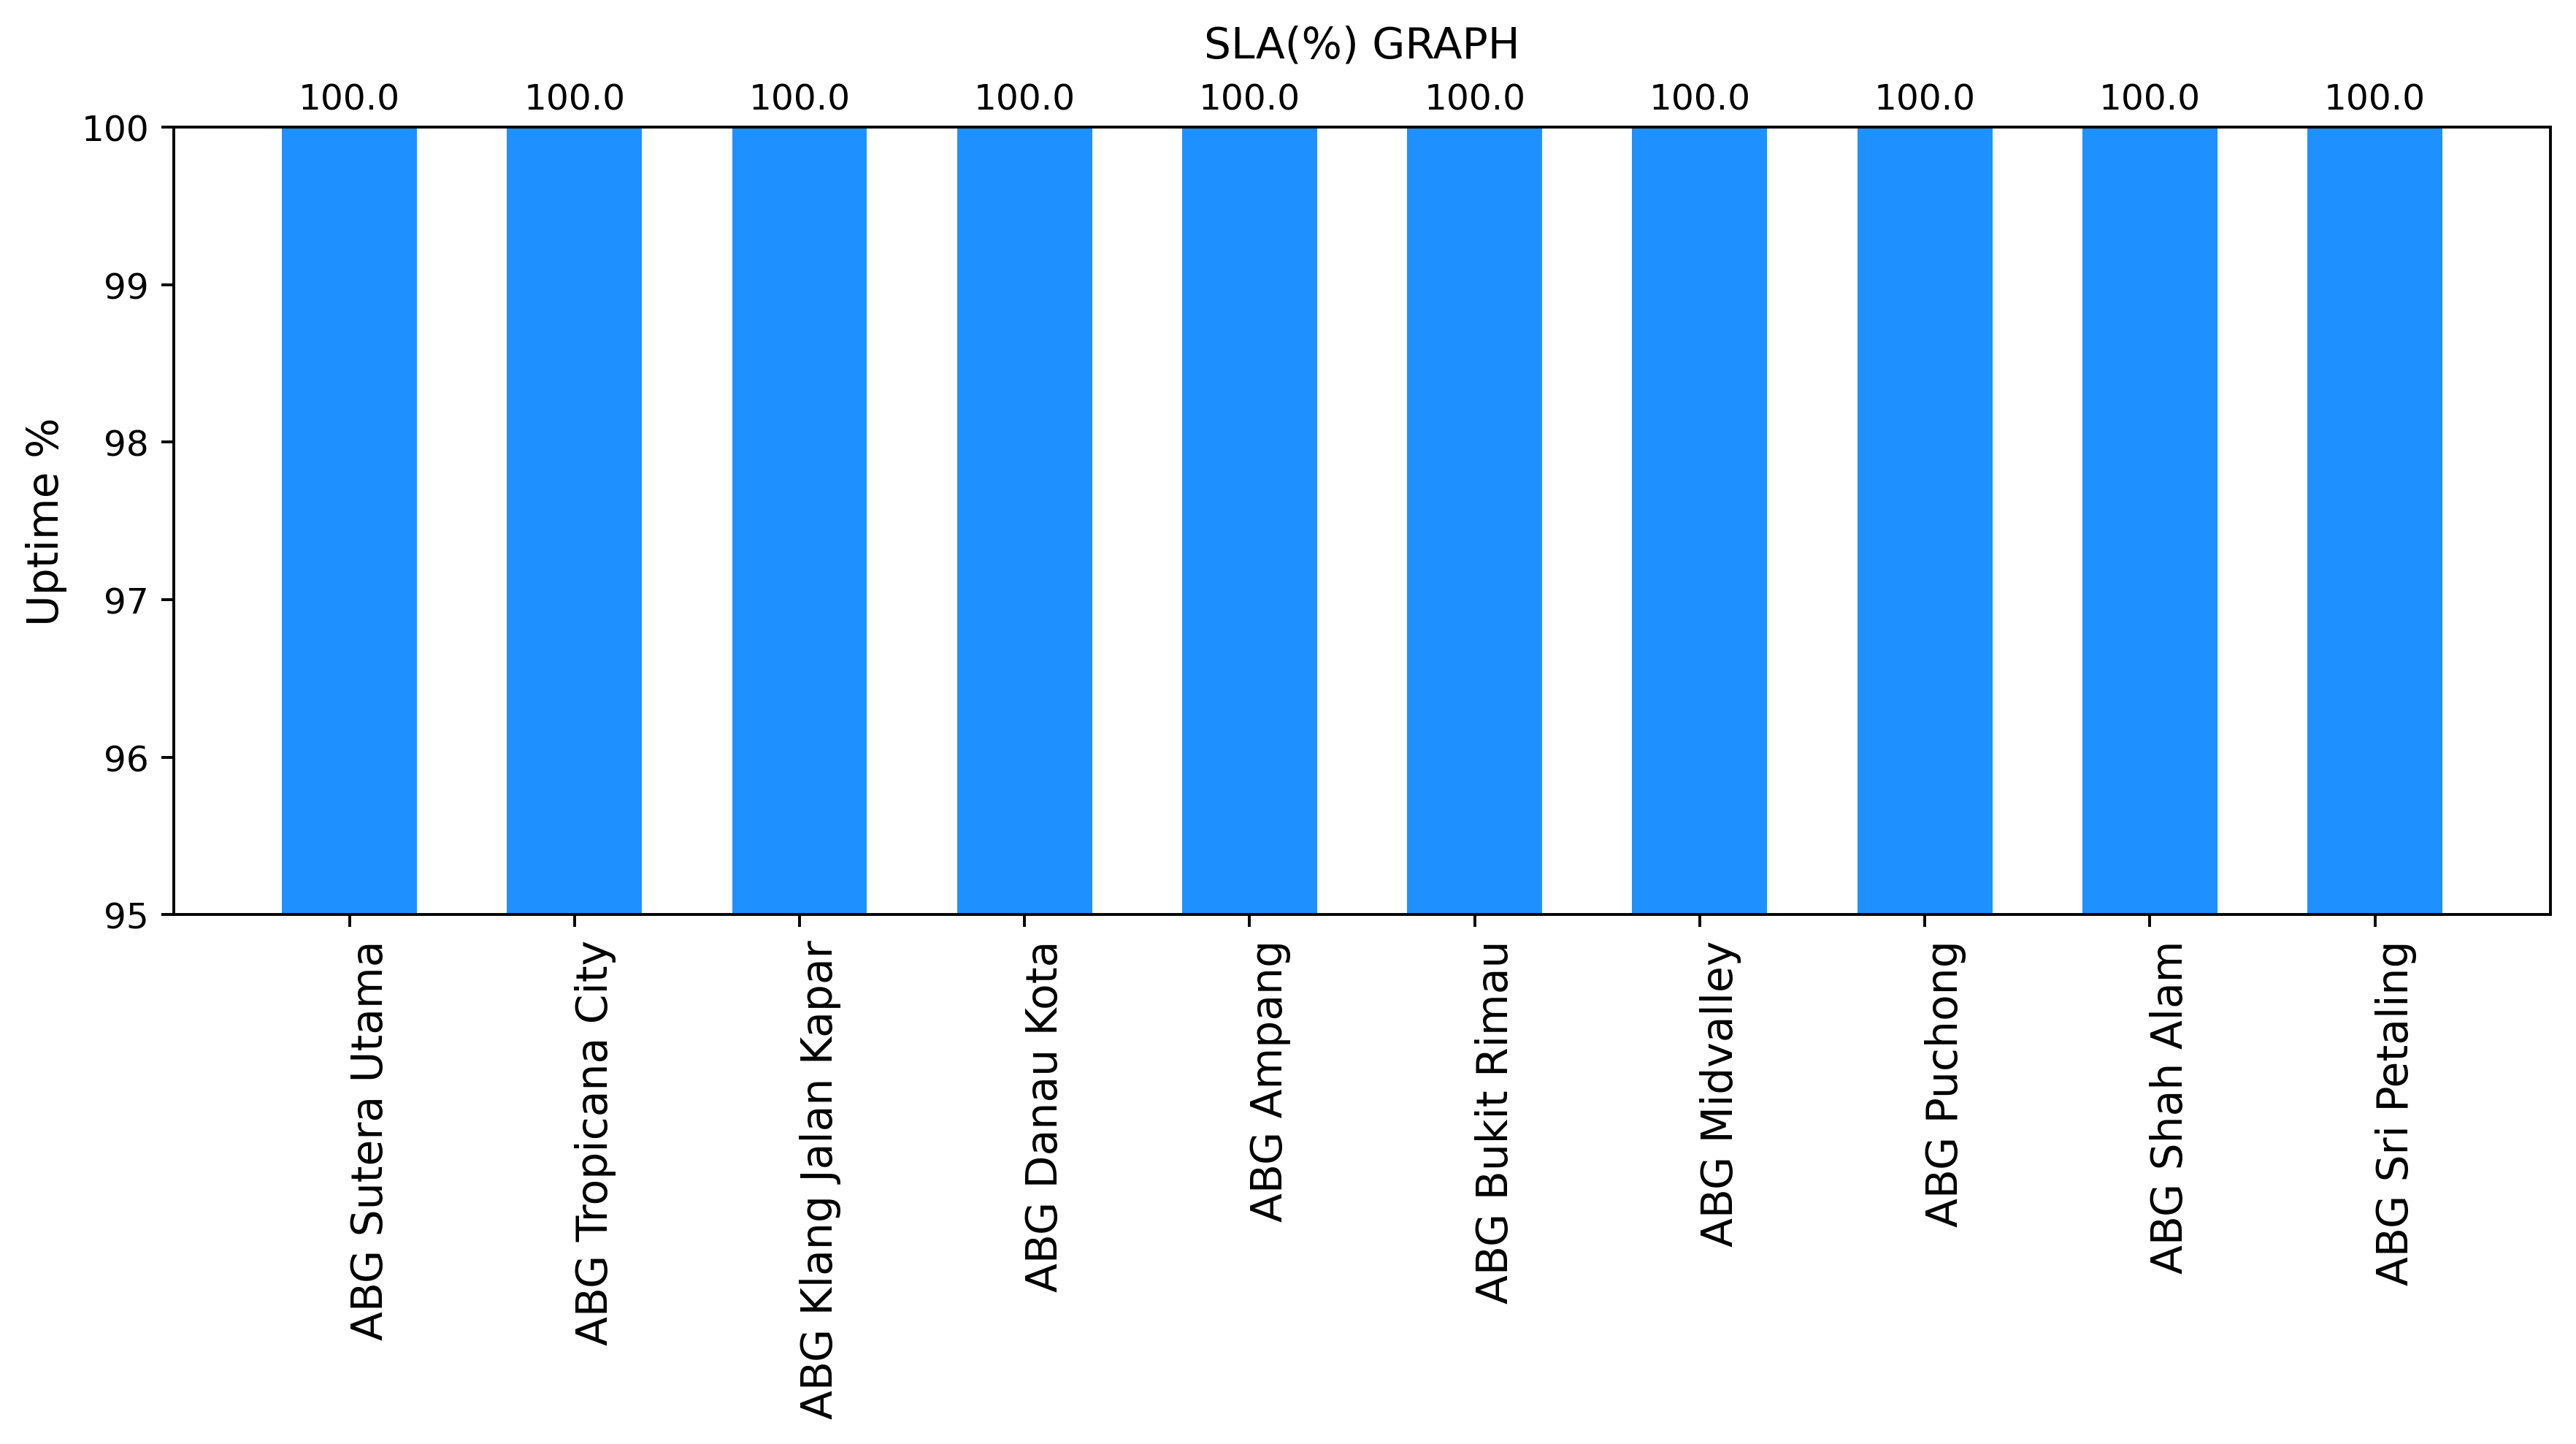 SLA(%) GRAPH
100.0 100.0 100.0 100.0 100.0 100.0 100.0 100.0 100.0 100.0
100
99
98
97
96
95
Uptime %
ABG Sutera Utama
ABG Tropicana City
ABG Klang Jalan Kapar
ABG Danau Kota
ABG Ampang
ABG Bukit Rimau
ABG Midvalley
ABG Puchong
ABG Shah Alam
ABG Sri Petaling